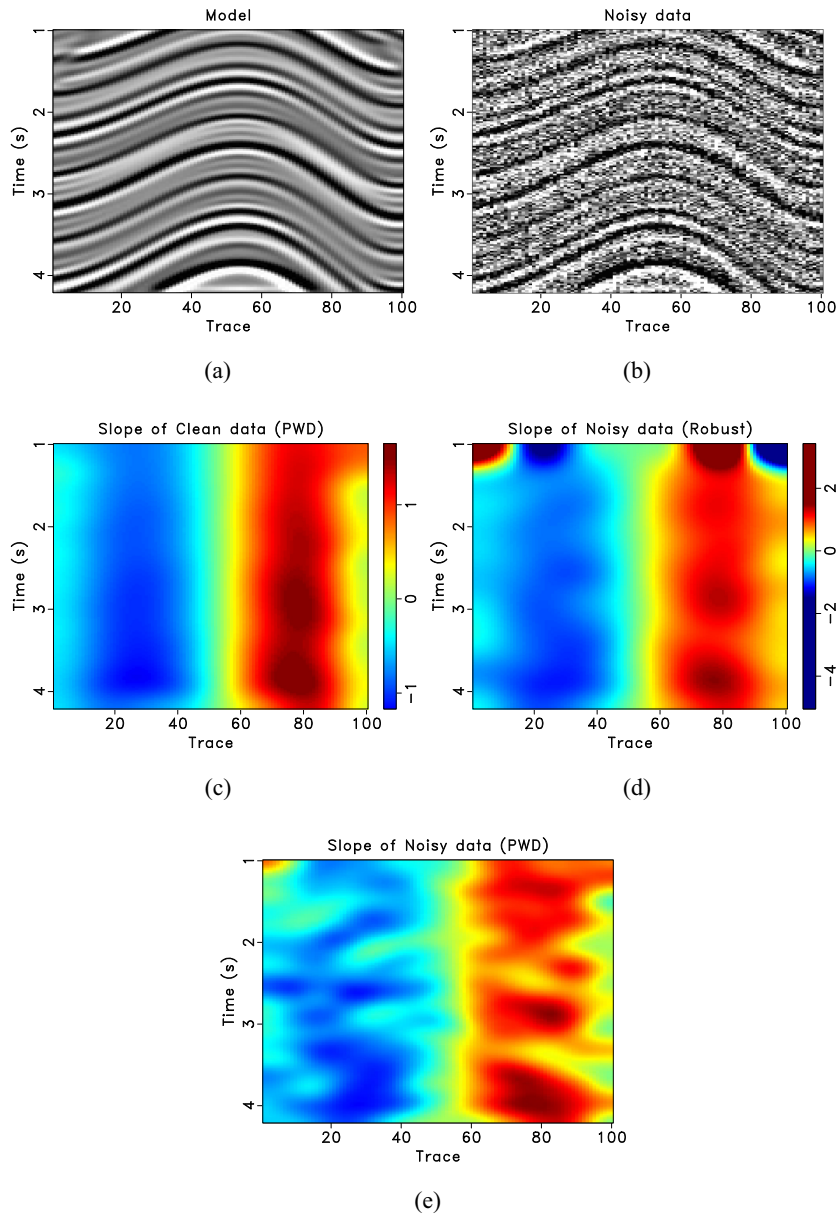 Model
Noisy data
1
2
3
4
Time (s)
20 40 60 80 100
Trace
1
2
3
4
Time (s)
20 40 60 80 100
Trace
(a)
(b)
Slope of Clean data (PWD)
Slope of Noisy data (Robust)
1
2
3
4
Time (s)
20 40 60 80 100
Trace
1
0
−1
1
2
3
4
Time (s)
20 40 60 80 100
Trace
2
0
−2
−4
(c)
(d)
Slope of Noisy data (PWD)
1
2
3
4
Time (s)
20 40 60 80 100
Trace
(e)